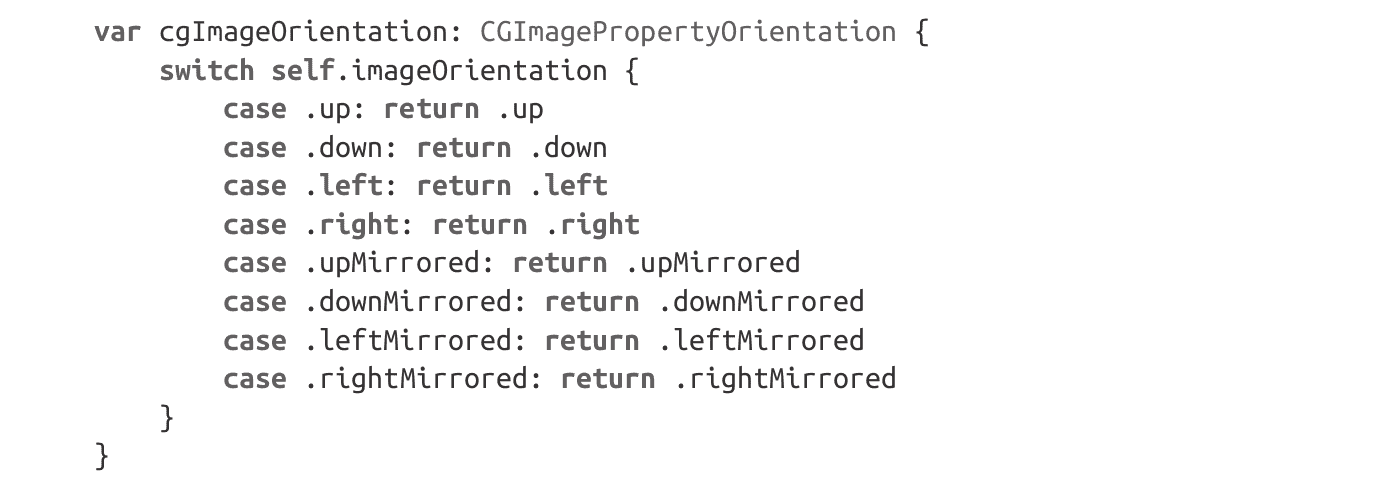 var cgImageOrientation: CGImagePropertyOrientation {
    switch self.imageOrientation {
        case .up: return .up
        case .down: return .down
        case .left: return .left
        case .right: return .right
        case .upMirrored: return .upMirrored
        case .downMirrored: return .downMirrored
        case .leftMirrored: return .leftMirrored
        case .rightMirrored: return .rightMirrored
    }
}